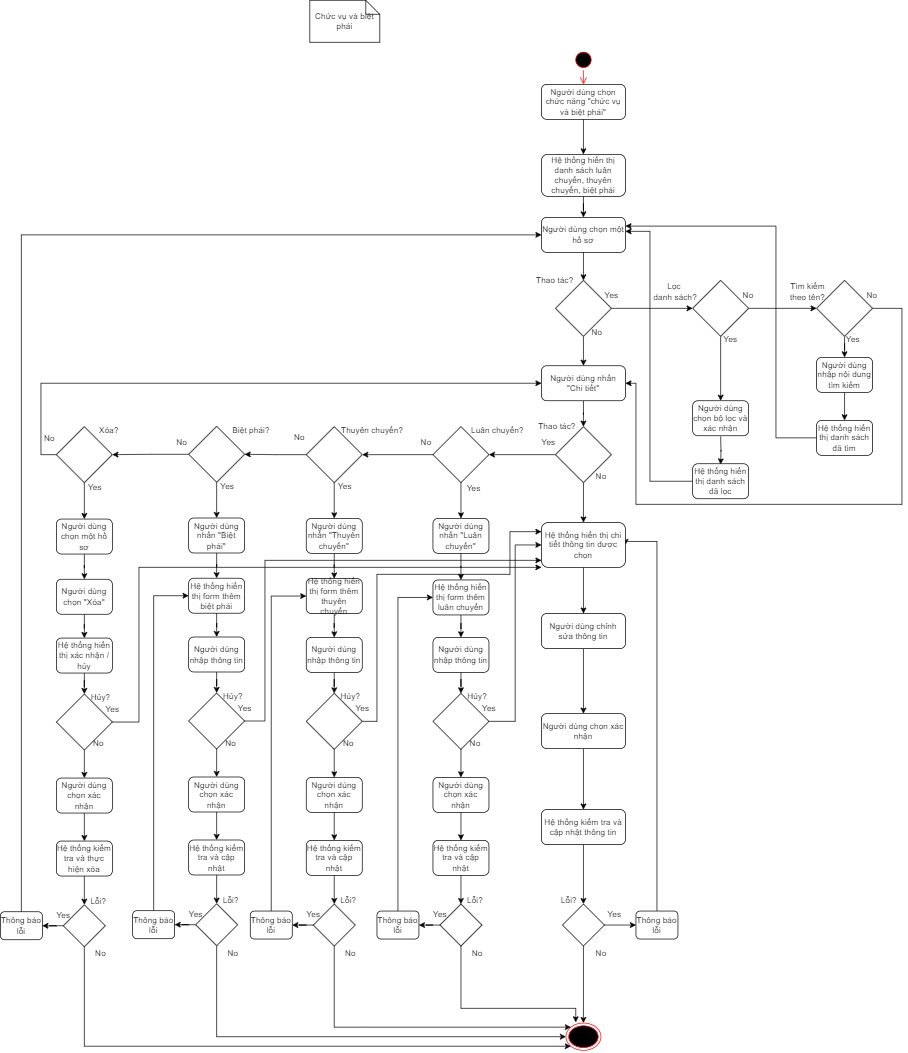 Chức vụ và biệt
phái
Người dùng chọn
chức năng "chức vụ
và biệt phái"
Hệ thống hiển thị
danh sách luân
chuyển, thuyên
chuyển, biệt phái
Người dùng chọn một
hồ sơ
Thao tác?
Yes
No
Lọc
danh sách?
No
Yes
Tìm kiếm
theo tên?
No
Yes
Người dùng
nhập nôi dung
tìm kiếm
Hệ thống hiển
thị danh sách
đã tìm
Người dùng
chọn bộ lọc và
xác nhận
Hệ thống hiển
thị danh sách
đã lọc
Người dùng nhấn
"Chi tiết"
Thao tác?
Yes
No
Luân chuyển?
No
Yes
Thuyên chuyển?
No
Yes
Biệt phái?
No
Yes
Xóa?
No
Yes
Người dùng
chọn một hồ
sơ
Người dùng
chọn "Xóa"
Hệ thống hiển
thị xác nhận /
hủy
Hủy?
Yes
No
Người dùng
chọn xác
nhận
Hệ thống kiểm
tra và thực
hiện xóa
Lỗi?
Yes
No
Thông báo
lỗi
Người dùng
nhấn "Biệt
phái"
Hệ thống hiển
thị form thêm
biệt phái
Người dùng
nhập thông tin
Hủy?
Yes
No
Người dùng
chọn xác
nhận
Hệ thống kiểm
tra và cập
nhật
Lỗi?
Yes
No
Thông báo
lỗi
Người dùng
nhấn "Thuyên
chuyển"
Hệ thống hiển
thị form thêm
thuyên
chuyển
Người dùng
nhập thông tin
Hủy?
Yes
No
Người dùng
chọn xác
nhận
Hệ thống kiểm
tra và cập
nhật
Lỗi?
Yes
No
Thông báo
lỗi
Người dùng
nhấn "Luân
chuyển"
Hệ thống hiển
thị form thêm
luân chuyển
Người dùng
nhập thông tin
Hủy?
Yes
No
Người dùng
chọn xác
nhận
Hệ thống kiểm
tra và cập
nhật
Lỗi?
Yes
No
Thông báo
lỗi
Hệ thống hiển thị chi
tiết thông tin được
chọn
Người dùng chỉnh
sửa thông tin
Người dùng chọn xác
nhận
Hệ thống kiểm tra và
cập nhật thông tin
Lỗi?
Yes
No
Thông báo
lỗi